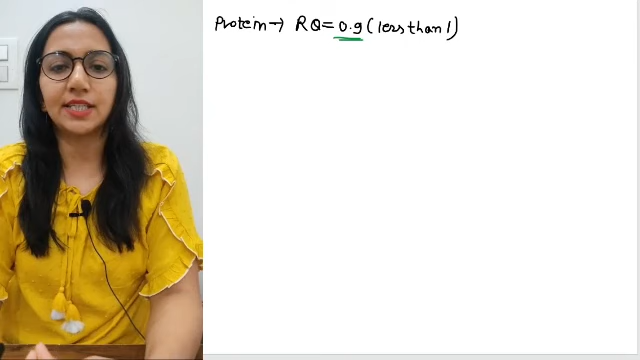 Protein → RQ = 0.9 (less than 1)